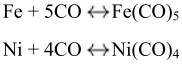 Fe + 5CO ↔Fe(CO)₅
Ni + 4CO ↔Ni(CO)₄